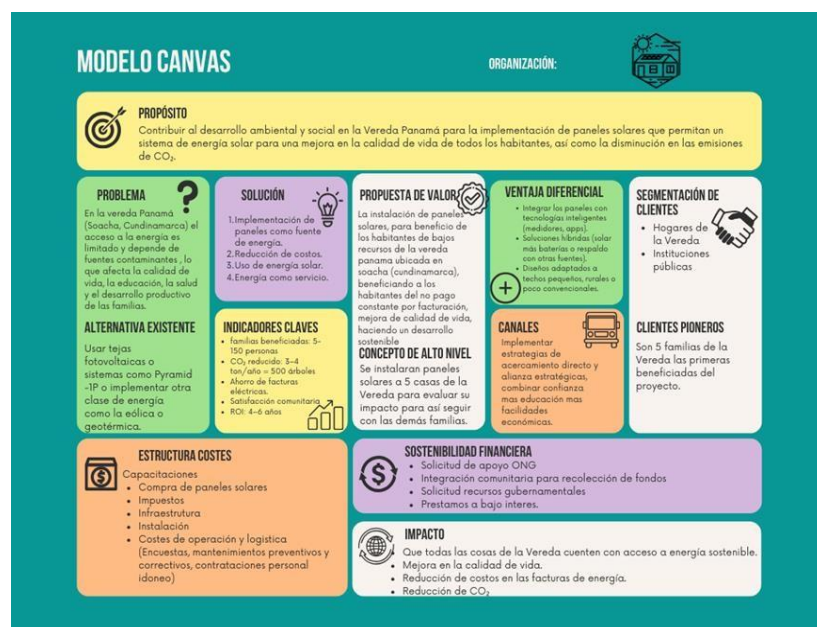 MODELO CANVAS
ORGANIZACIÓN:
PROPÓSITO
Contribuir al desarrollo ambiental y social en la Vereda Panamá para la implementación de paneles solares que permitan un
sistema de energía solar para una mejora en la calidad de vida de todos los habitantes, así como la disminución en las emisiones
de CO₂.
PROBLEMA
En la vereda Panamá
(Soacha, Cundinamarca) el
acceso a la energía es
limitado y depende de
fuentes contaminantes , lo
que afecta la calidad de
vida, la educación, la salud
y el desarrollo productivo
de las familias.
ALTERNATIVA EXISTENTE
Usar tejas
fotovoltaicas o
sistemas como Pyramid
-1P o implementar otra
clase de energía
como la eólica o
geotérmica.
SOLUCIÓN
1.Implementación de
paneles como fuente
de energía.
2.Reducción de costos.
3.Uso de energía solar.
4.Energía como servicio.
INDICADORES CLAVES
• familias beneficiadas: 5-
150 personas
• CO₂ reducido: 3–4
ton/año = 500 árboles
• Ahorro de facturas
eléctricas.
• Satisfacción comunitaria
• ROI: 4–6 años
PROPUESTA DE VALOR
La instalación de paneles
solares, para beneficio de
los habitantes de bajos
recursos de la vereda
panama ubicada en
soacha (cundinamarca),
beneficiando a los
habitantes del no pago
constante por facturación,
mejora de calidad de vida,
haciendo un desarrollo
sostenible
CONCEPTO DE ALTO NIVEL
Se instalaran paneles
solares a 5 casas de la
Vereda para evaluar su
impacto para así seguir
con las demás familias.
VENTAJA DIFERENCIAL
• Integrar los paneles con
tecnologías inteligentes
(medidores, apps).
• Soluciones híbridas (solar
más baterías o respaldo
con otras fuentes).
• Diseños adaptados a
techos pequeños, rurales o
poco convencionales.
CANALES
Implementar
estrategias de
acercamiento directo y
alianza estratégicas,
combinar confianza
mas educación mas
facilidades
económicas.
SEGMENTACIÓN DE
CLIENTES
• Hogares de
la Vereda
• Instituciones
públicas
CLIENTES PIONEROS
Son 5 familias de la
Vereda las primeras
beneficiadas del
proyecto.
ESTRUCTURA COSTES
Capacitaciones
• Compra de paneles solares
• Impuestos
• Infraestrutura
• Instalación
• Costes de operación y logistica
(Encuestas, mantenimientos preventivos y
correctivos, contrataciones personal
idoneo)
SOSTENIBILIDAD FINANCIERA
• Solicitud de apoyo ONG
• Integración comunitaria para recolección de fondos
• Solicitud recursos gubernamentales
• Prestamos a bajo interes.
IMPACTO
Que todas las cosas de la Vereda cuenten con acceso a energía sostenible.
• Mejora en la calidad de vida.
• Reducción de costos en las facturas de energía.
• Reducción de CO₂